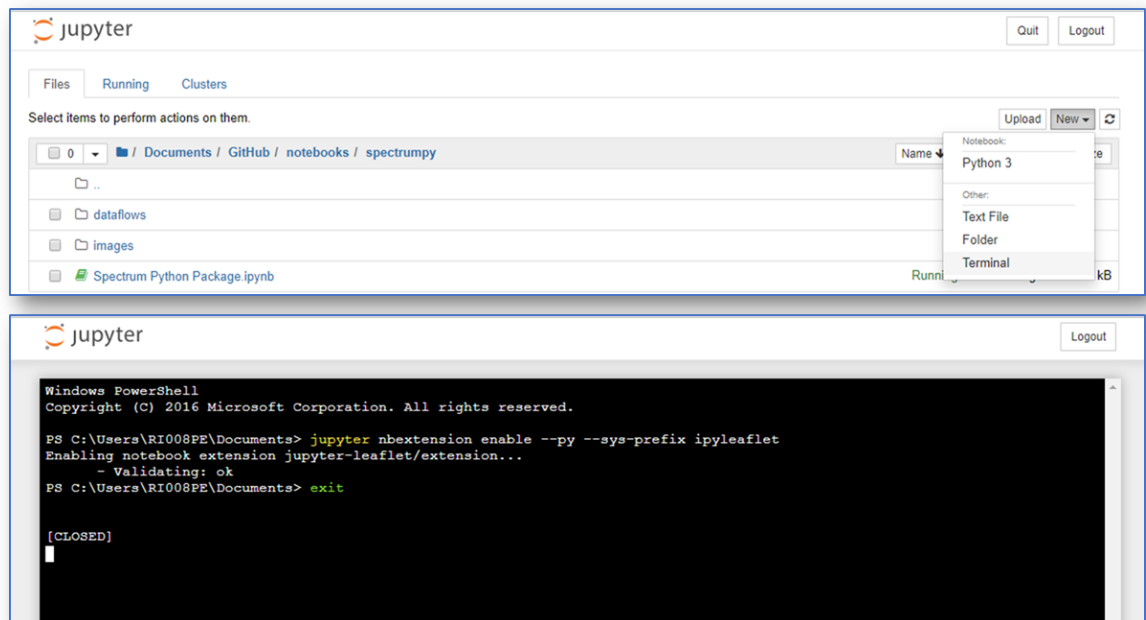 jupyter
Quit Logout
Files Running Clusters
Select items to perform actions on them.
Upload New
0 / Documents / GitHub / notebooks / spectrumpy Name
Notebook:
Python 3
..
Other:
dataflows
Text File
images
Folder
Terminal
Spectrum Python Package.ipynb kB
jupyter
Logout
Windows PowerShell
Copyright (C) 2016 Microsoft Corporation. All rights reserved.
PS C:\Users\RI008PE\Documents> jupyter nbextension enable --py --sys-prefix ipyleaflet
Enabling notebook extension jupyter-leaflet/extension...
- Validating: ok
PS C:\Users\RI008PE\Documents> exit
[CLOSED]